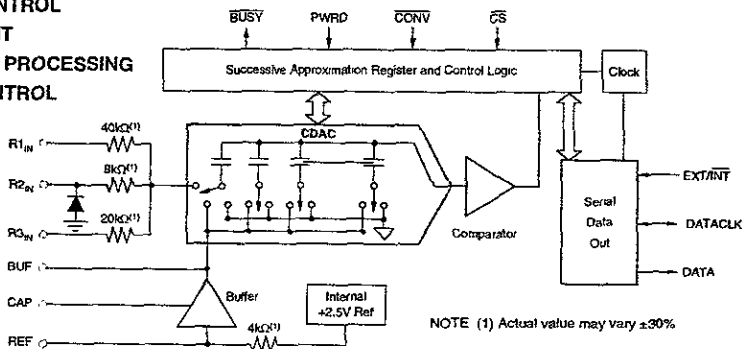 NTROL
NT
PROCESSING
NTROL
BUSY
PWRD
CONV
CS
Successive Approximation Register and Control Logic
Clock
CDAC
40kΩ(1)
R1IN
8kΩ(1)
R2IN
20kΩ(1)
R3IN
BUF
CAP
REF
Buffer
4kΩ(1)
Internal
+2.5V Ref
Comparator
Serial
Data
Out
EXT/INT
DATACLK
DATA
NOTE (1) Actual value may vary ±30%